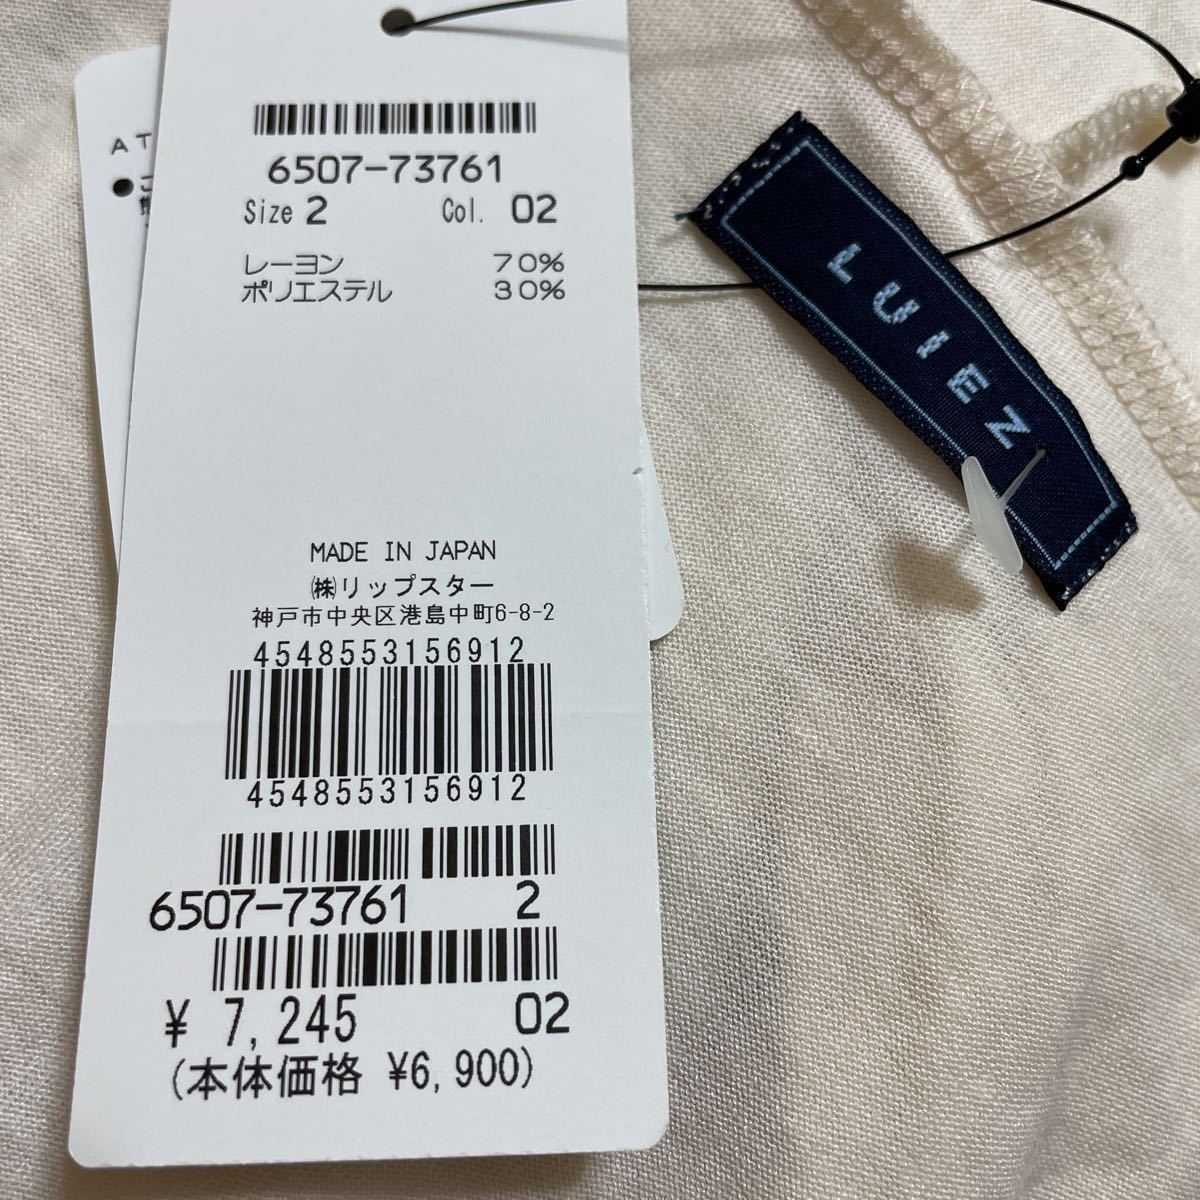 6507-73761
Size 2 Col. 02
レーヨン 70%
ポリエステル 30%
MADE IN JAPAN
㈱リップスター
神戸市中央区港島中町6-8-2
4548553156912
4548553156912
6507-73761 2
¥ 7,245 02
(本体価格 ¥6,900)
LUIEZ
AT